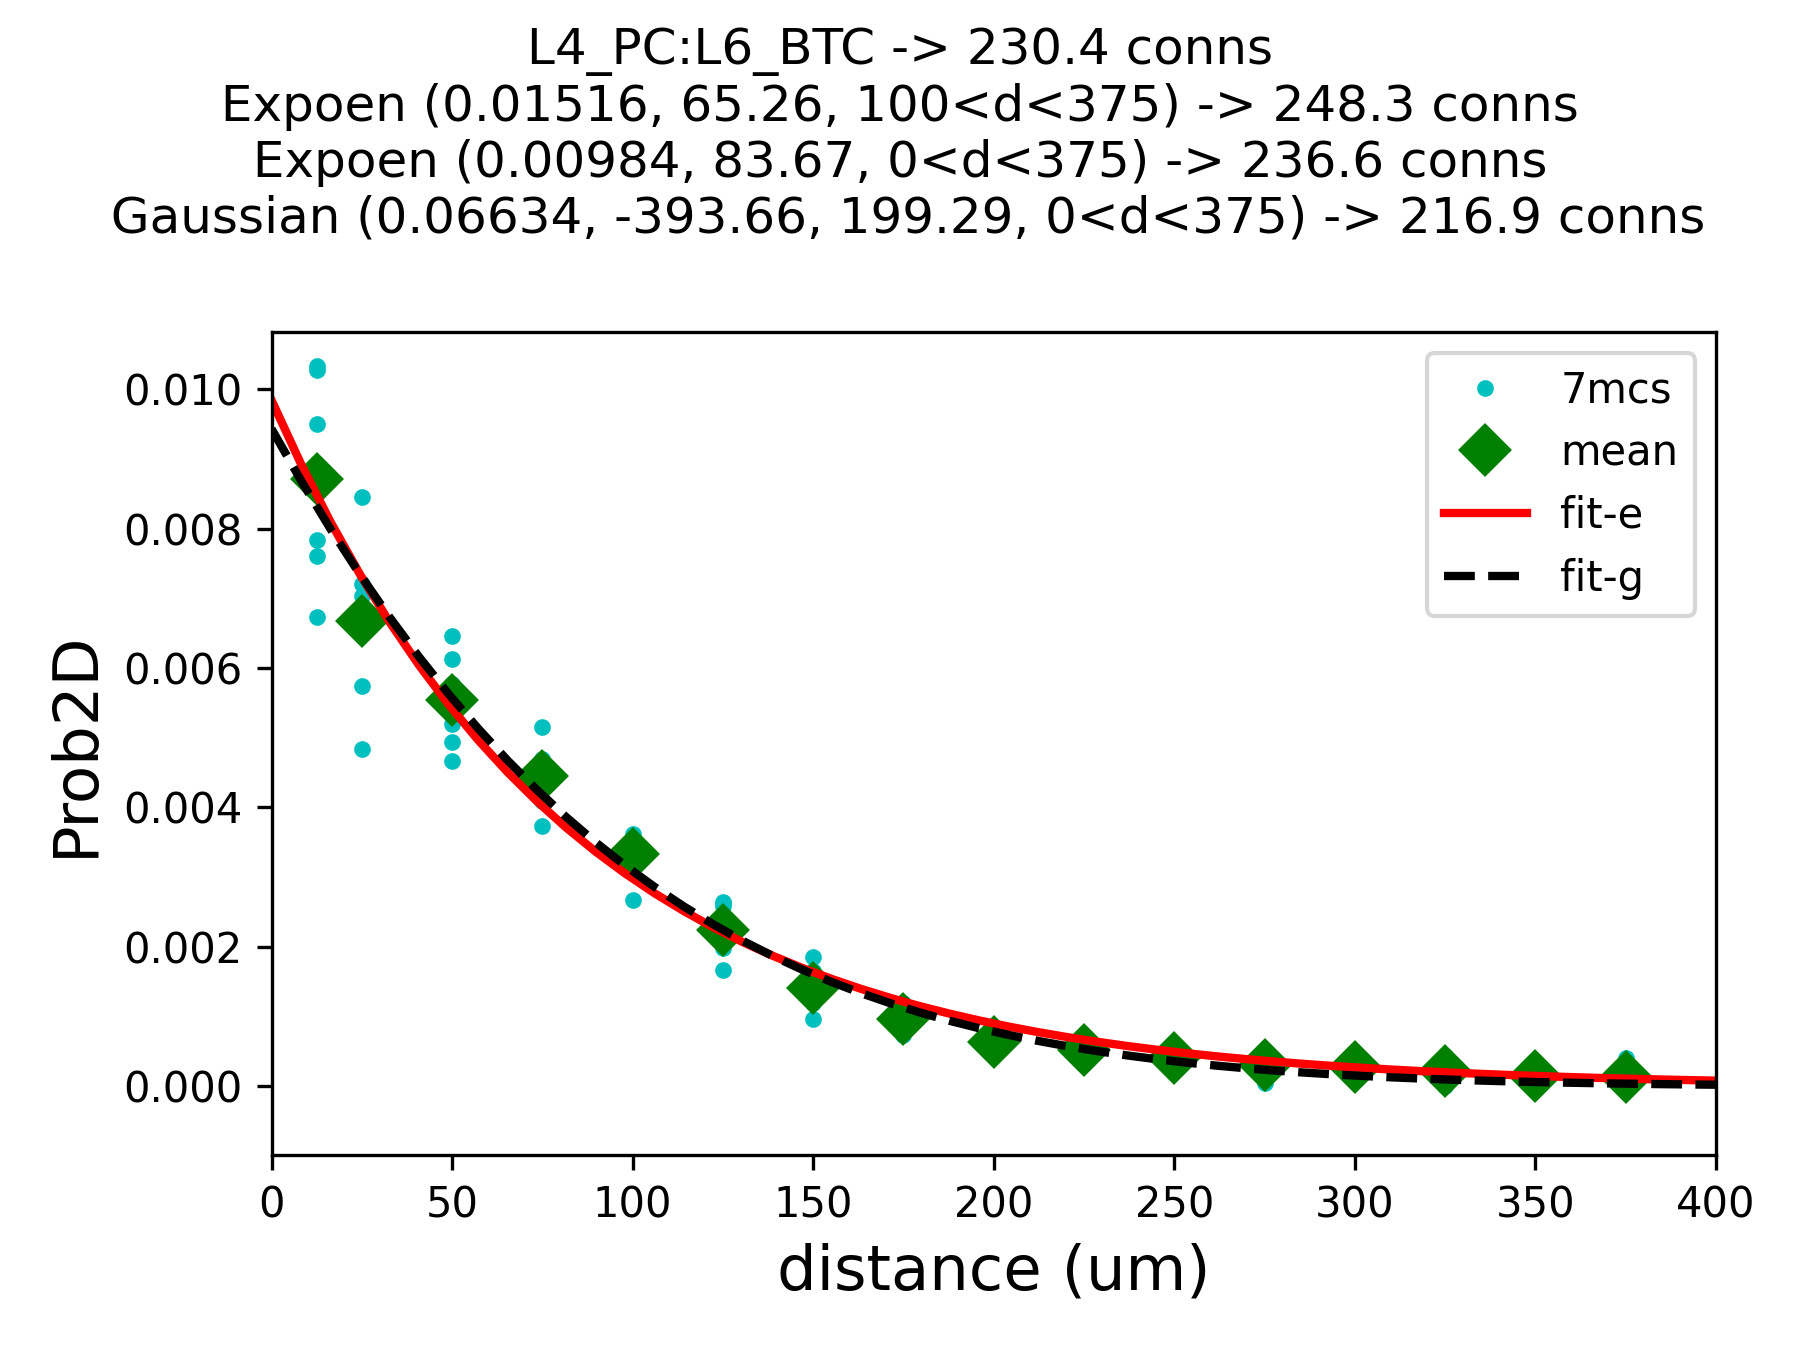 L4_PC:L6_BTC -> 230.4 conns
Expoen (0.01516, 65.26, 100<d<375) -> 248.3 conns
Expoen (0.00984, 83.67, 0<d<375) -> 236.6 conns
Gaussian (0.06634, -393.66, 199.29, 0<d<375) -> 216.9 conns
7mcs
mean
fit-e
fit-g
Prob2D
0.010
0.008
0.006
0.004
0.002
0.000
0 50 100 150 200 250 300 350 400
distance (um)